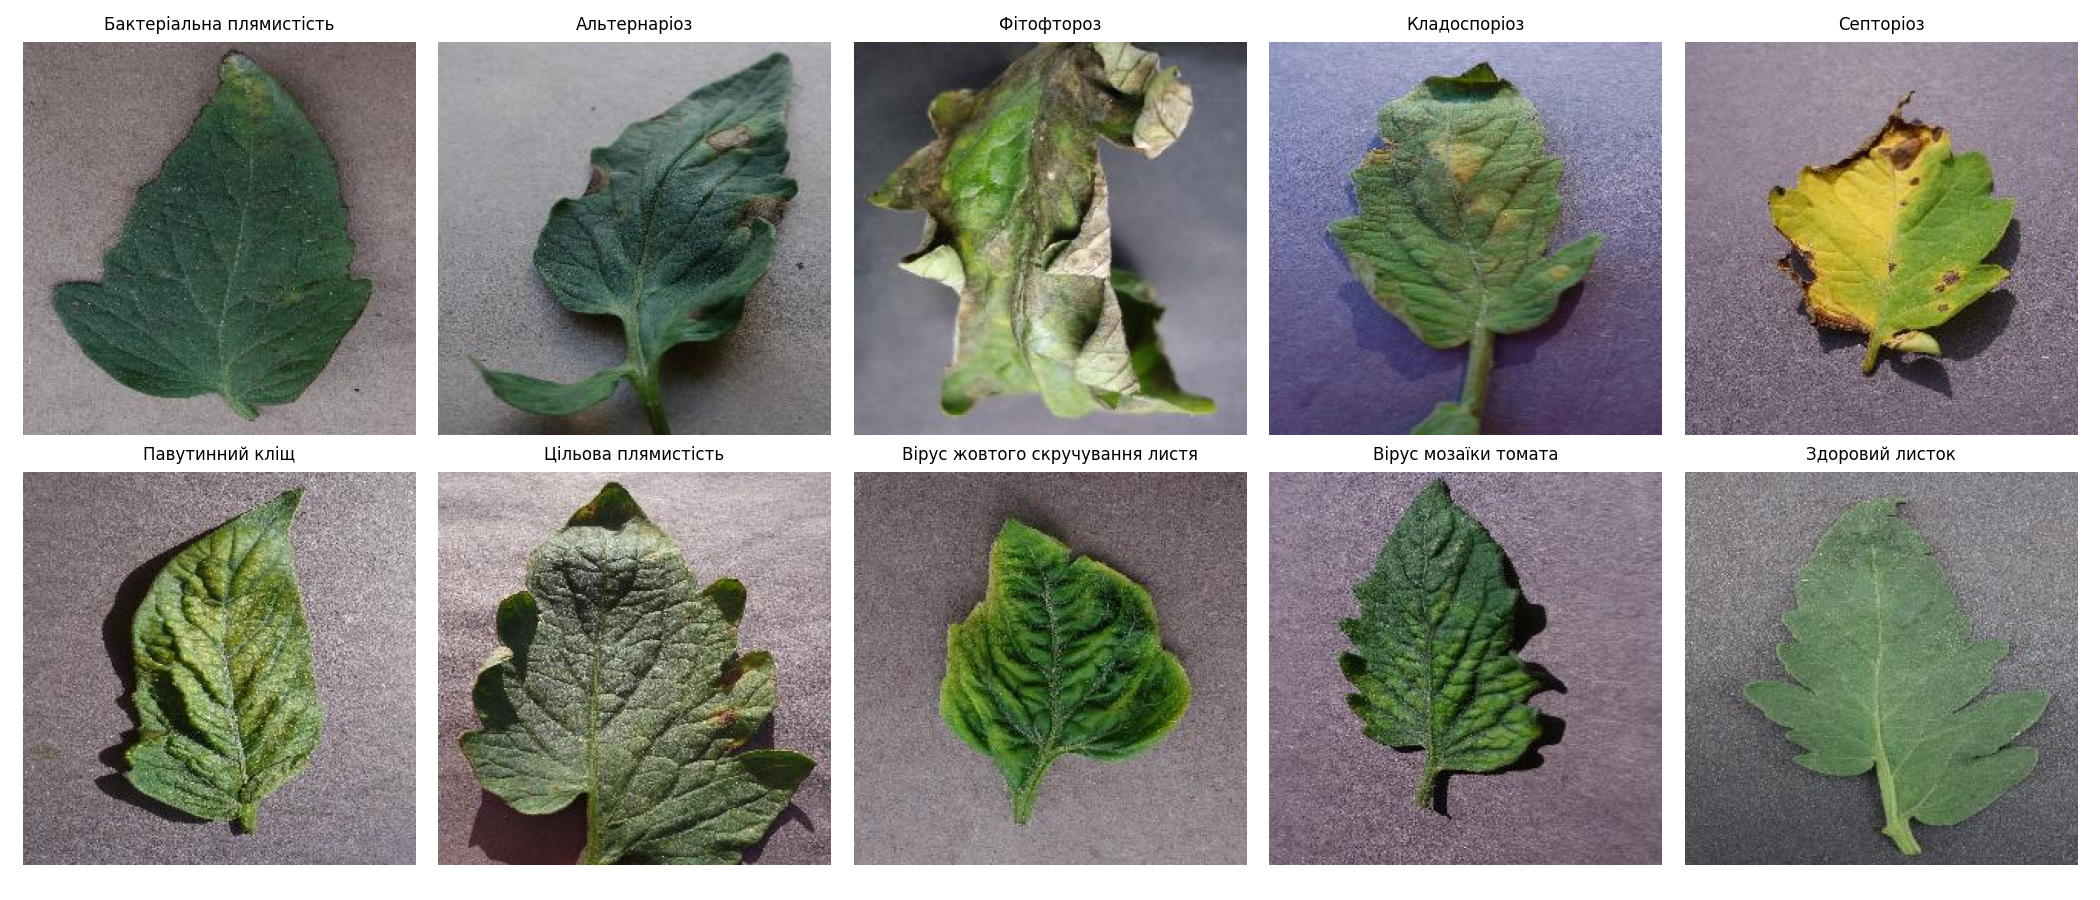 Бактеріальна плямистість
Альтернаріоз
Фітофтороз
Кладоспоріоз
Септоріоз
Павутинний кліщ
Цільова плямистість
Вірус жовтого скручування листя
Вірус мозаїки томата
Здоровий листок